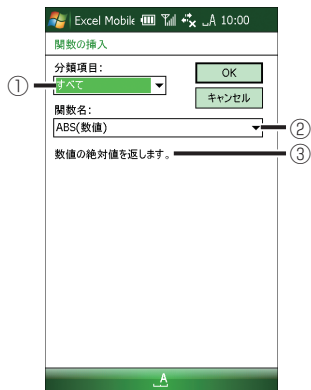 Excel Mobile A 10:00
関数の挿入
分類項目:
OK
① すべて
キャンセル
関数名:
ABS(数値) ②
数値の絶対値を返します。 ③
A